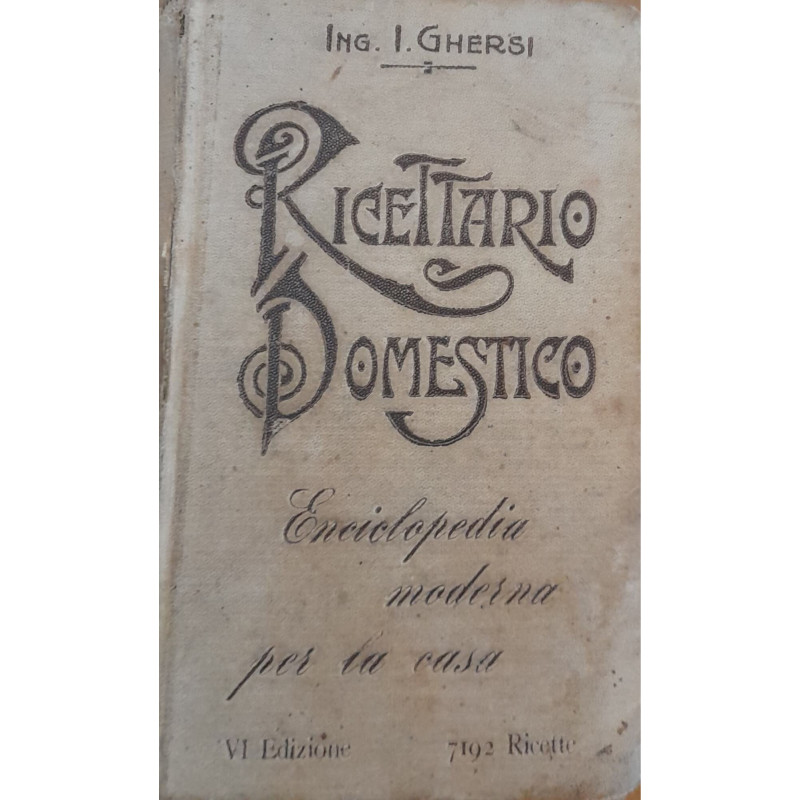 ING. I. GHERSI
RICETTARIO
DOMESTICO
Enciclopedia
moderna
per la casa
VI Edizione 7192 Ricette